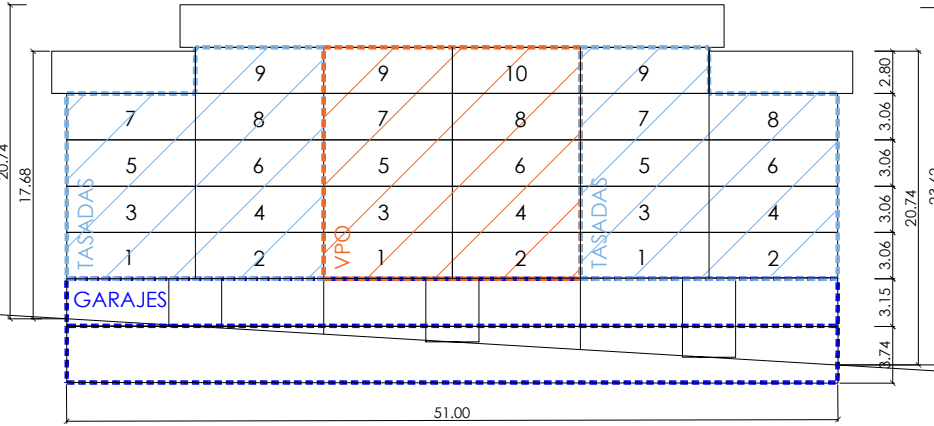 9 9 10 9
7 8 7 8 7 8
5 6 5 6 5 6
3 4 3 4 3 4
1 2 1 2 1 2
TASADAS
VPO
TASADAS
GARAJES
20.74
17.68
2.80
3.06
3.06
3.06
3.06
3.15
3.74
20.74
51.00